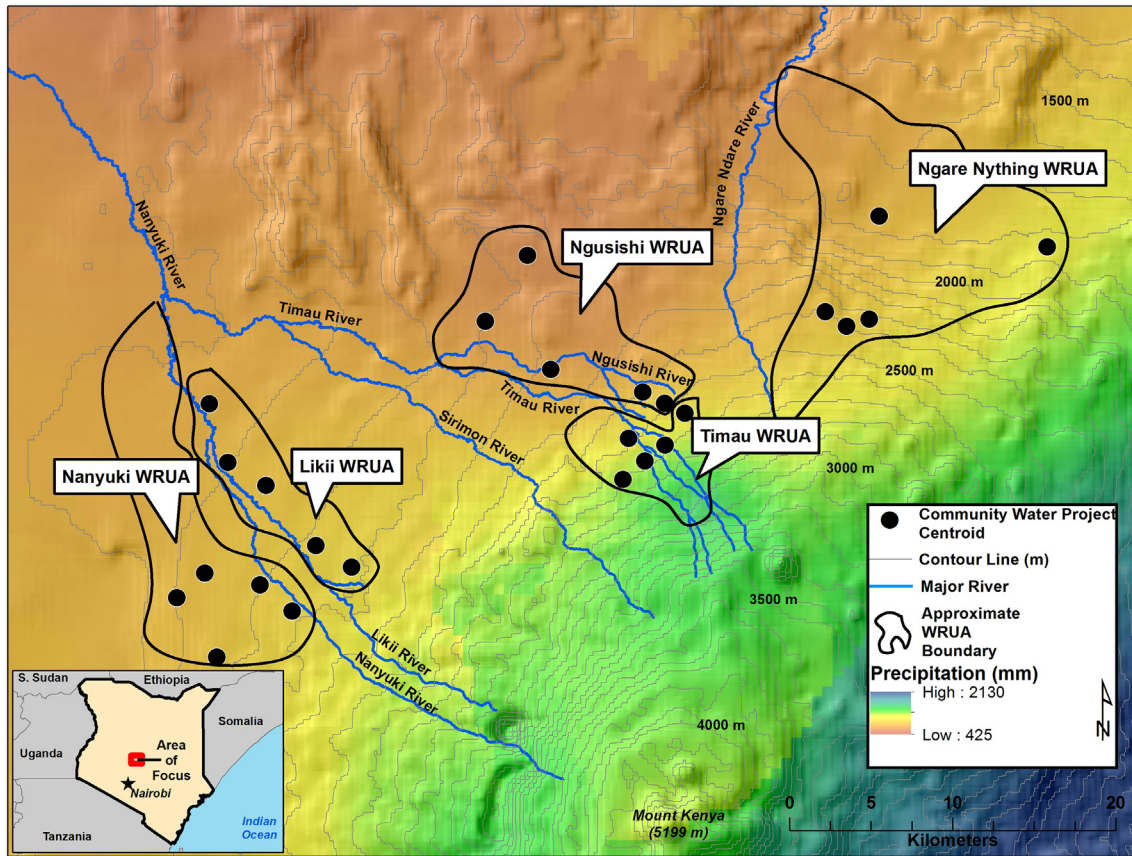 1500 m
Ngare Ndare River
Ngare Nything WRUA
Nanyuki River
Ngusishi WRUA
2000 m
Timau River
Ngusishi River
2500 m
Timau River
Sirimon River
Timau WRUA
3000 m
Nanyuki WRUA
Likii WRUA
3500 m
Likii River
Nanyuki River
4000 m
Mount Kenya
(5199 m)
Community Water Project
Centroid
Contour Line (m)
Major River
Approximate
WRUA
Boundary
Precipitation (mm)
High : 2130
Low : 425
N
0 5 10 20
Kilometers
S. Sudan
Ethiopia
Somalia
Uganda
Area
of
Focus
Nairobi
Indian
Ocean
Tanzania